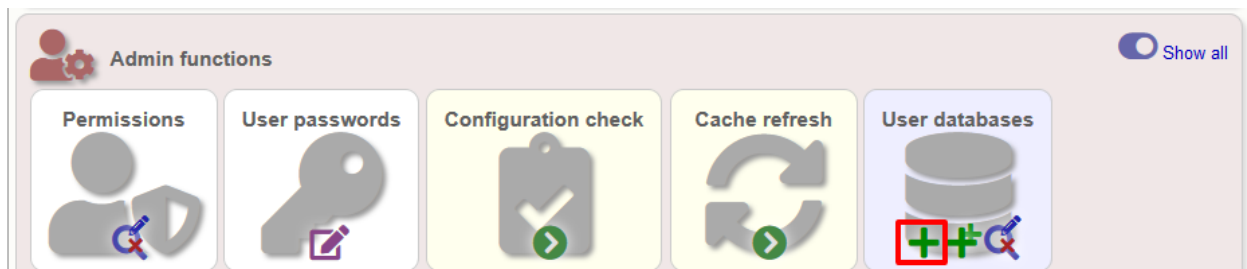 Admin functions
Show all
Permissions
User passwords
Configuration check
Cache refresh
User databases